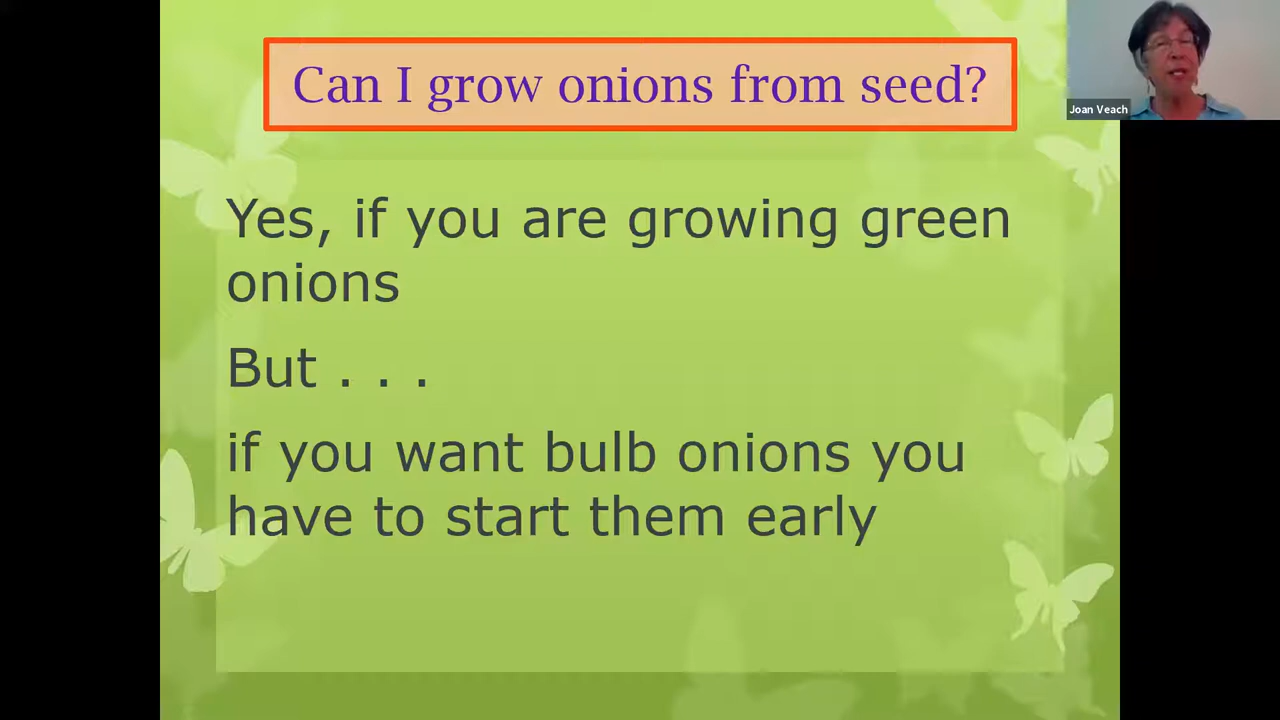 Can I grow onions from seed?
Joan Veach
Yes, if you are growing green
onions
But . . .
if you want bulb onions you
have to start them early